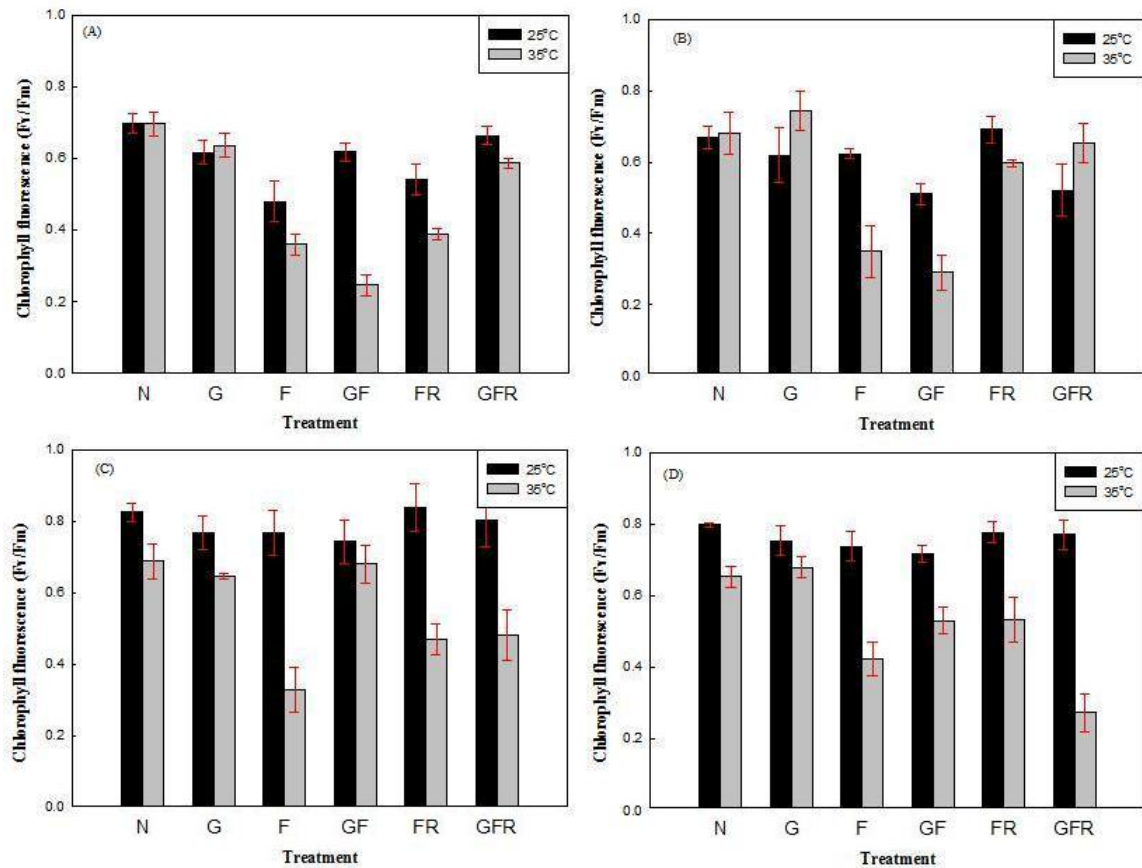 (A)
25°C
35°C
Chlorophyll fluorescence (Fv/Fm)
1.0
0.8
0.6
0.4
0.2
0.0
N G F GF FR GFR
Treatment
(B)
25°C
35°C
Chlorophyll fluorescence (Fv/Fm)
1.0
0.8
0.6
0.4
0.2
0.0
N G F GF FR GFR
Treatment
(C)
25°C
35°C
Chlorophyll fluorescence (Fv/Fm)
1.0
0.8
0.6
0.4
0.2
0.0
N G F GF FR GFR
Treatment
(D)
25°C
35°C
Chlorophyll fluorescence (Fv/Fm)
1.0
0.8
0.6
0.4
0.2
0.0
N G F GF FR GFR
Treatment